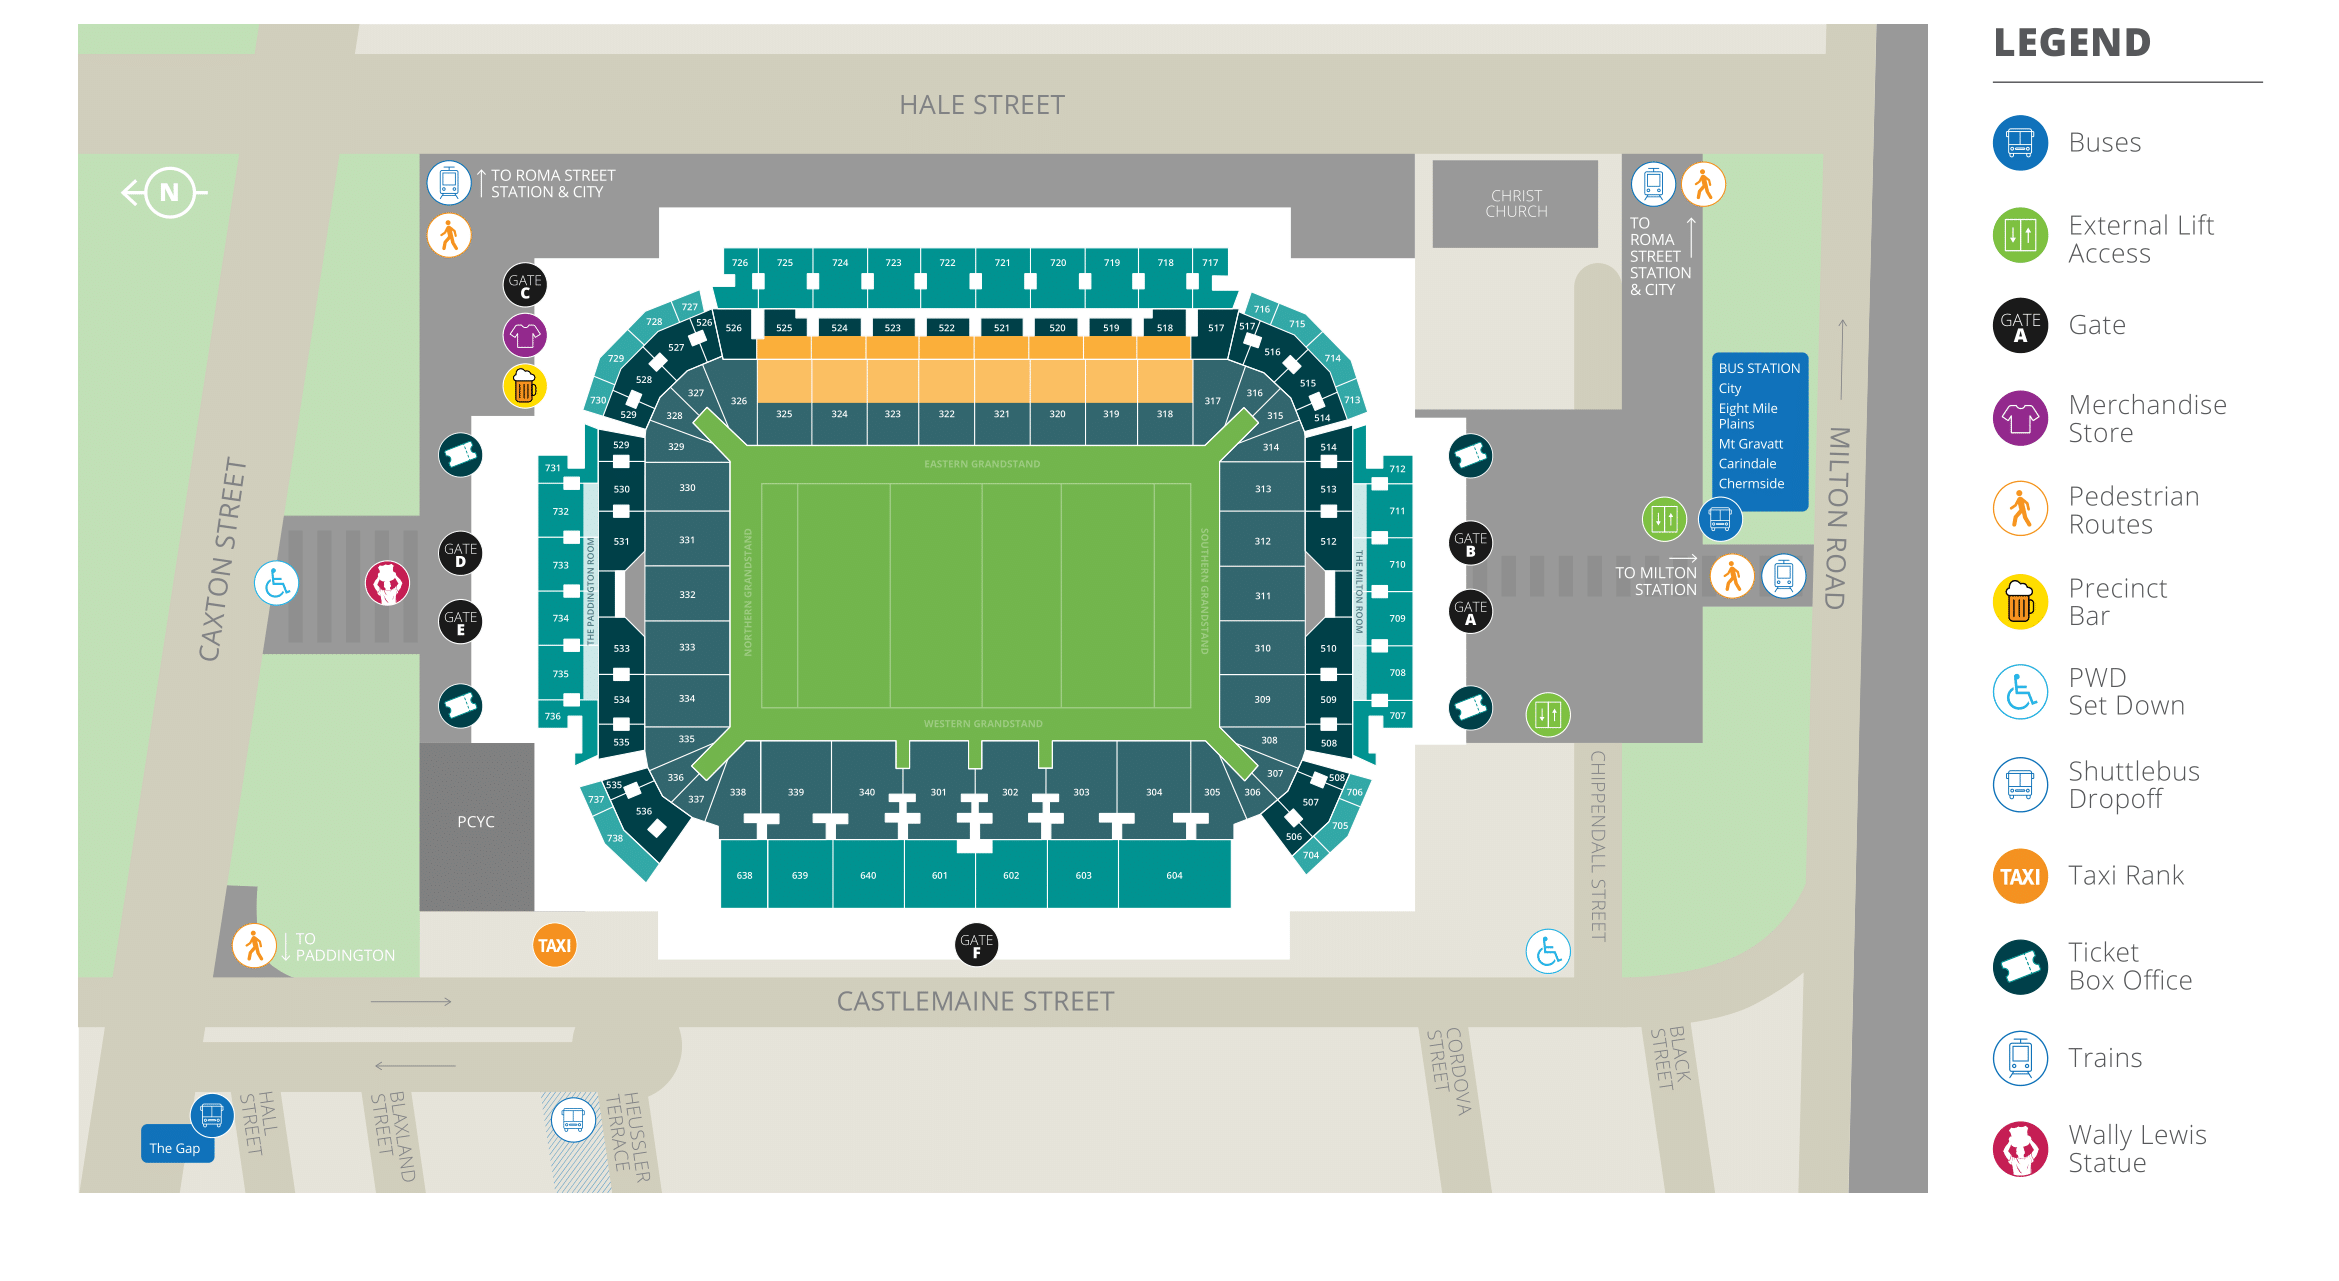 LEGEND
Buses
External Lift
Access
GATE
A
Gate
Merchandise
Store
Pedestrian
Routes
Precinct
Bar
PWD
Set Down
Shuttlebus
Dropoff
TAXI
Taxi Rank
Ticket
Box Office
Trains
Wally Lewis
Statue
HALE STREET
N
TO ROMA STREET
STATION & CITY
CHRIST
CHURCH
TO
ROMA
STREET
STATION
& CITY
GATE
C
726
725
724
723
722
721
720
719
718
717
727
728
729
730
716
715
714
713
526
526
525
524
523
522
521
520
519
518
517
517
527
528
529
516
515
514
327
328
326
325
324
323
322
321
320
319
318
317
316
315
BUS STATION
City
Eight Mile
Plains
Mt Gravatt
Carindale
Chermside
MILTON ROAD
CAXTON STREET
731
732
733
734
735
736
THE PADDINGTON ROOM
529
530
531
533
534
535
329
330
331
332
333
334
335
EASTERN GRANDSTAND
NORTHERN GRANDSTAND
SOUTHERN GRANDSTAND
WESTERN GRANDSTAND
314
313
312
311
310
309
308
514
513
512
510
509
508
THE MILTON ROOM
712
711
710
709
708
707
GATE
D
GATE
E
GATE
B
GATE
A
TO MILTON
STATION
PCYC
737
738
535
536
336
337
338
339
340
301
302
303
304
305
306
307
508
507
506
706
705
704
638
639
640
601
602
603
604
CHIPPENDALL STREET
TO
PADDINGTON
TAXI
GATE
F
CASTLEMAINE STREET
The Gap
HALL
STREET
BLAXLAND
STREET
HEUSSLER
TERRACE
CORDOVA
STREET
BLACK
STREET